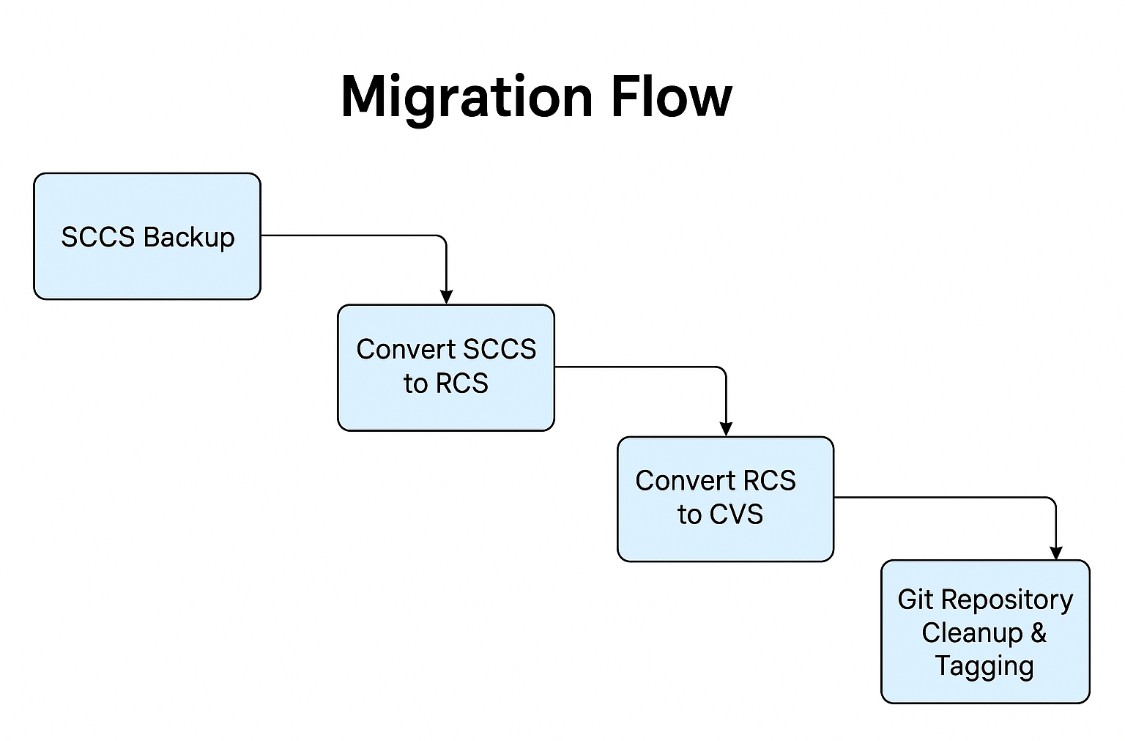 Migration Flow
SCCS Backup
Convert SCCS
to RCS
Convert RCS
to CVS
Git Repository
Cleanup &
Tagging